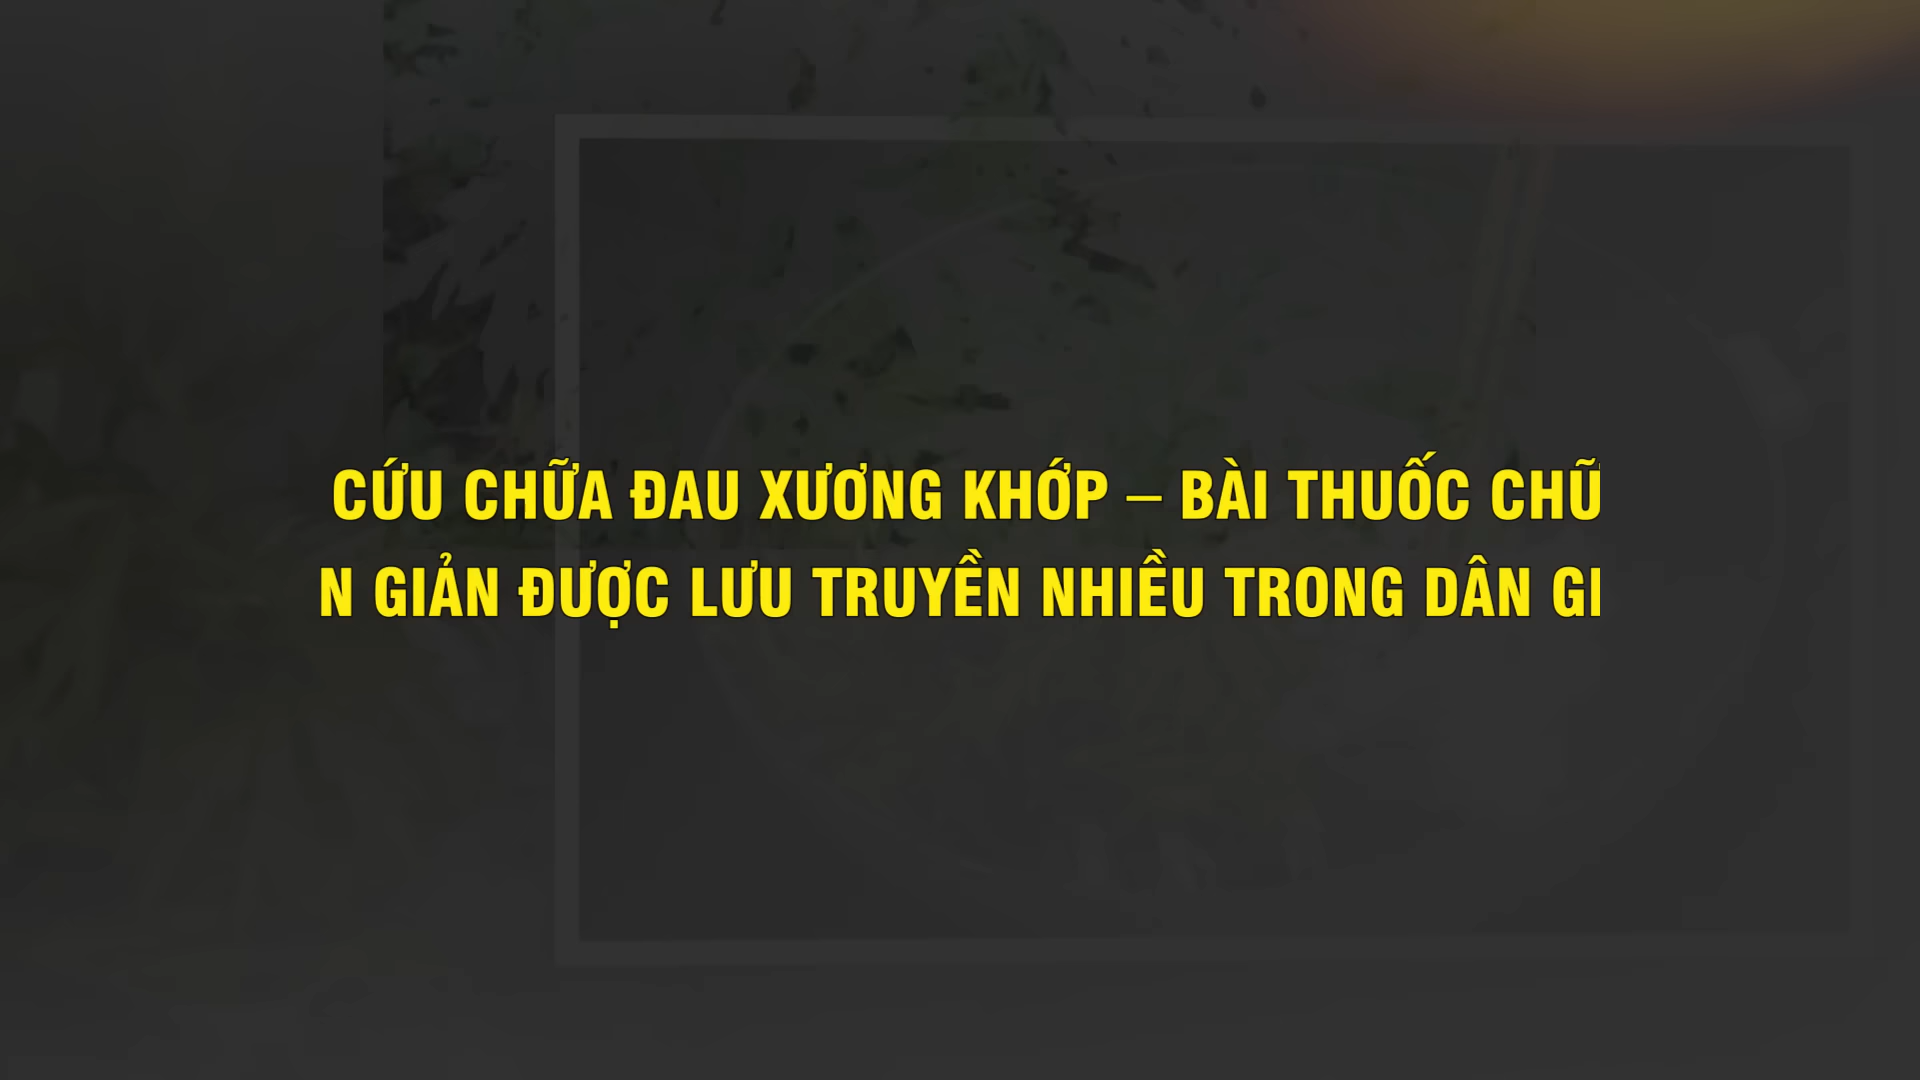 CỨU CHỮA ĐAU XƯƠNG KHỚP – BÀI THUỐC CHỮ
N GIẢN ĐƯỢC LƯU TRUYỀN NHIỀU TRONG DÂN GI